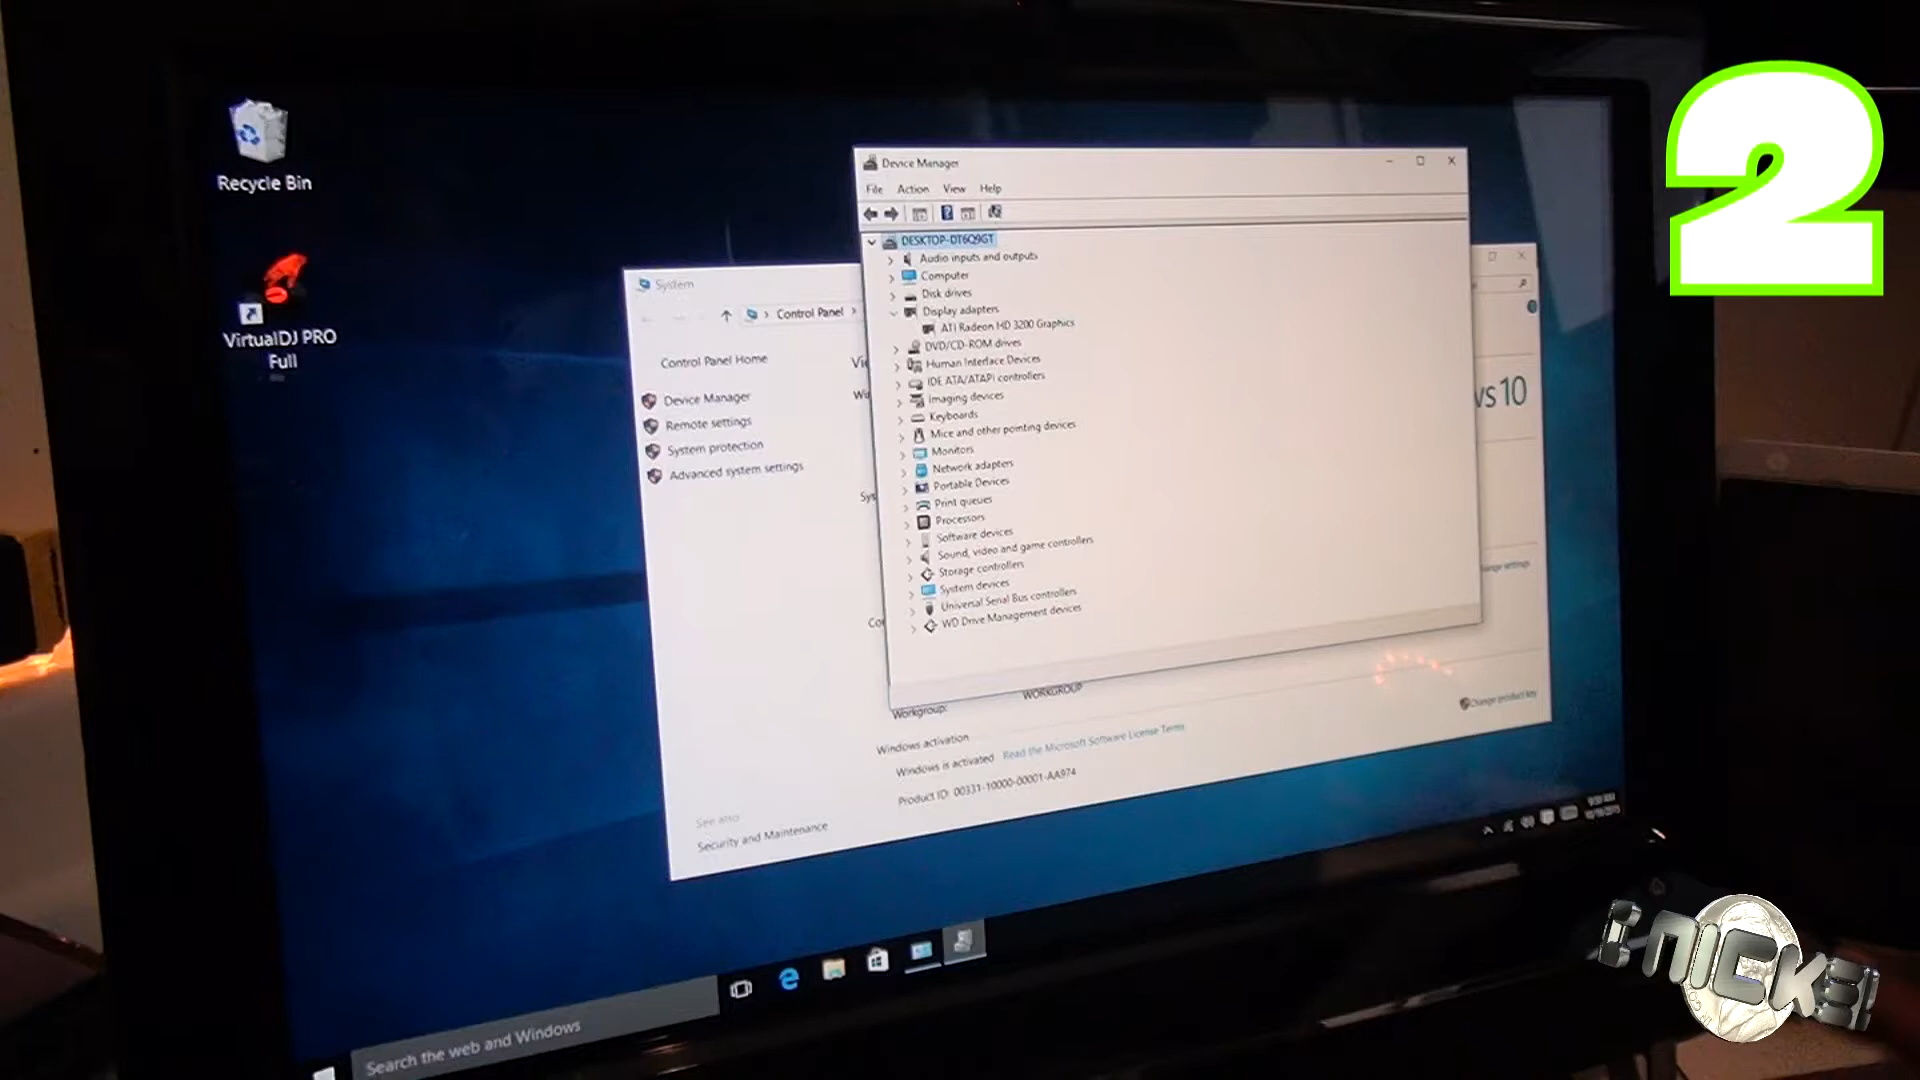 2
Recycle Bin
VirtualDJ PRO
Full
Device Manager
File Action View Help
DESKTOP-DT6Q9GT
Audio inputs and outputs
Computer
Disk drives
Display adapters
ATI Radeon HD 3200 Graphics
DVD/CD-ROM drives
Human Interface Devices
IDE ATA/ATAPI controllers
Imaging devices
Keyboards
Mice and other pointing devices
Monitors
Network adapters
Portable Devices
Print queues
Processors
Software devices
Sound, video and game controllers
Storage controllers
System devices
Universal Serial Bus controllers
WD Drive Management devices
System
Control Panel
Control Panel Home
Device Manager
Remote settings
System protection
Advanced system settings
ws 10
Workgroup: WORKGROUP
Change product key
Windows activation
Windows is activated Read the Microsoft Software License Terms
Product ID: 00331-10000-00001-AA974
See also
Security and Maintenance
Search the web and Windows
iNickel